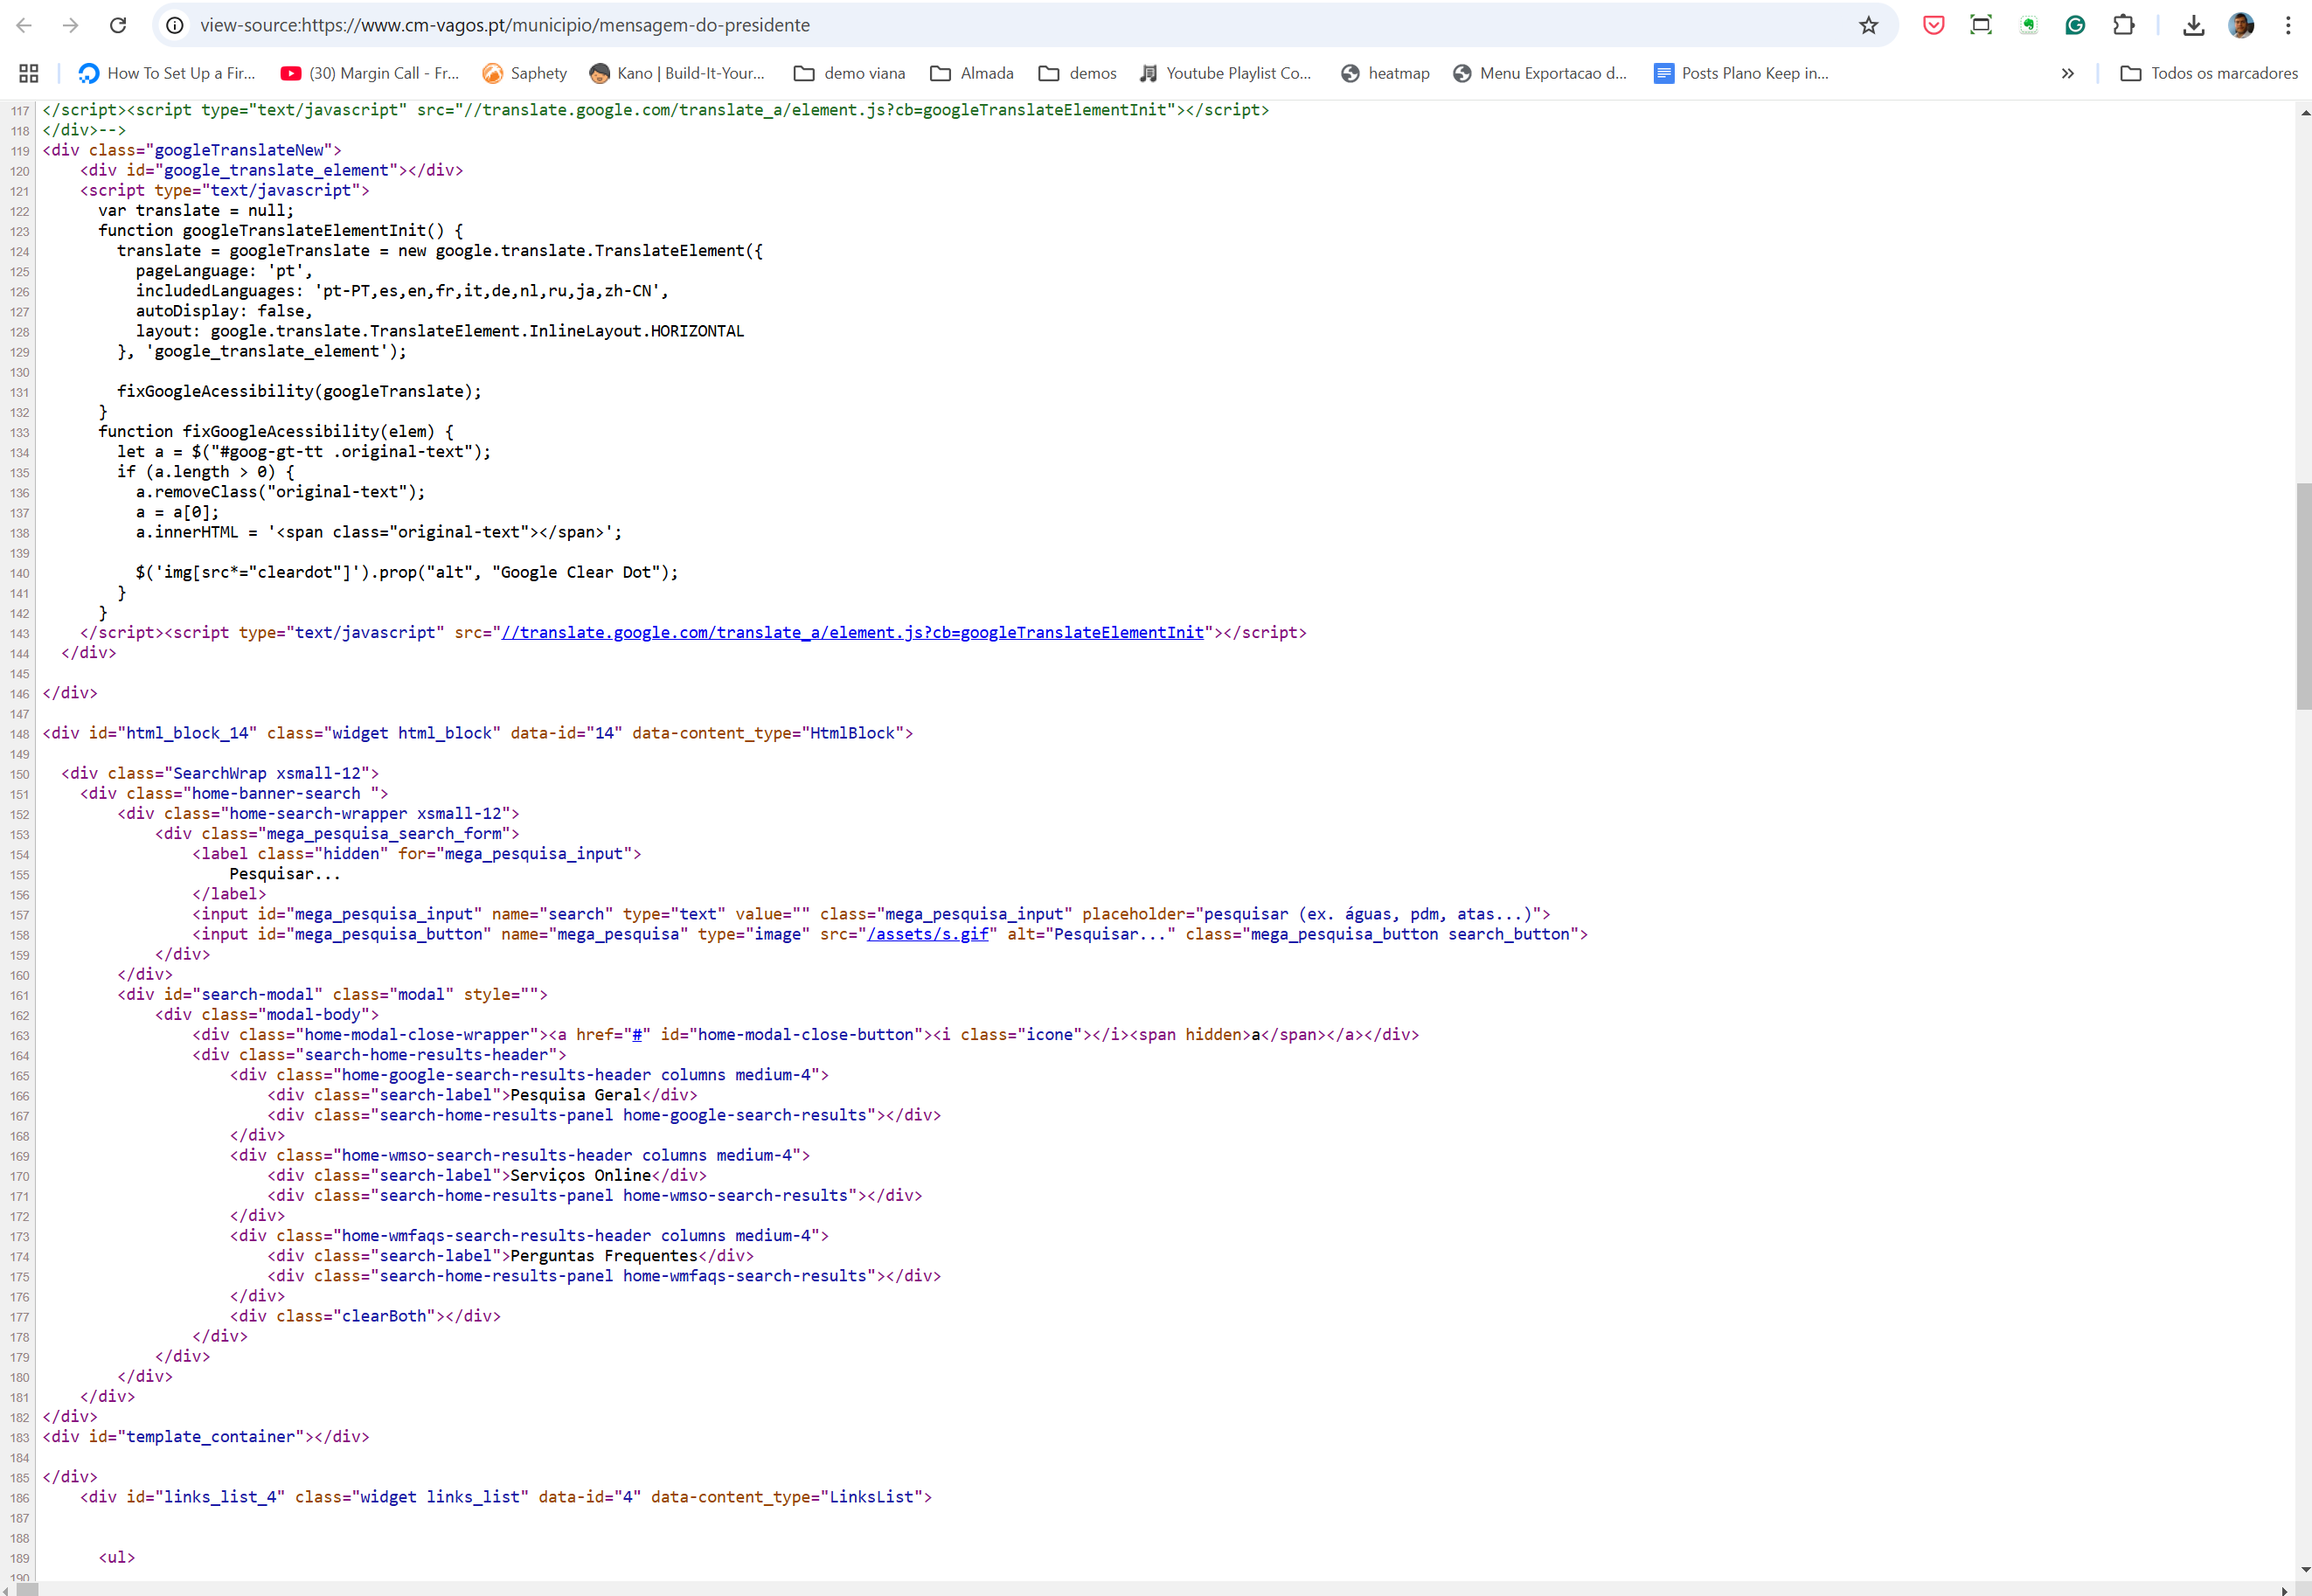 view-source:https://www.cm-vagos.pt/municipio/mensagem-do-presidente
How To Set Up a Fir... (30) Margin Call - Fr... Saphety Kano | Build-It-Your... demo viana Almada demos Youtube Playlist Co... heatmap Menu Exportacao d... Posts Plano Keep in... » Todos os marcadores
117 </script><script type="text/javascript" src="//translate.google.com/translate_a/element.js?cb=googleTranslateElementInit"></script>
118 </div>-->
119 <div class="googleTranslateNew">
120 <div id="google_translate_element"></div>
121 <script type="text/javascript">
122 var translate = null;
123 function googleTranslateElementInit() {
124 translate = googleTranslate = new google.translate.TranslateElement({
125 pageLanguage: 'pt',
126 includedLanguages: 'pt-PT,es,en,fr,it,de,nl,ru,ja,zh-CN',
127 autoDisplay: false,
128 layout: google.translate.TranslateElement.InlineLayout.HORIZONTAL
129 }, 'google_translate_element');
130
131 fixGoogleAcessibility(googleTranslate);
132 }
133 function fixGoogleAcessibility(elem) {
134 let a = $("#goog-gt-tt .original-text");
135 if (a.length > 0) {
136 a.removeClass("original-text");
137 a = a[0];
138 a.innerHTML = '<span class="original-text"></span>';
139
140 $('img[src*="cleardot"]').prop("alt", "Google Clear Dot");
141 }
142 }
143 </script><script type="text/javascript" src="//translate.google.com/translate_a/element.js?cb=googleTranslateElementInit"></script>
144 </div>
145
146 </div>
147
148 <div id="html_block_14" class="widget html_block" data-id="14" data-content_type="HtmlBlock">
149
150 <div class="SearchWrap xsmall-12">
151 <div class="home-banner-search ">
152 <div class="home-search-wrapper xsmall-12">
153 <div class="mega_pesquisa_search_form">
154 <label class="hidden" for="mega_pesquisa_input">
155 Pesquisar...
156 </label>
157 <input id="mega_pesquisa_input" name="search" type="text" value="" class="mega_pesquisa_input" placeholder="pesquisar (ex. águas, pdm, atas...)">
158 <input id="mega_pesquisa_button" name="mega_pesquisa" type="image" src="/assets/s.gif" alt="Pesquisar..." class="mega_pesquisa_button search_button">
159 </div>
160 </div>
161 <div id="search-modal" class="modal" style="">
162 <div class="modal-body">
163 <div class="home-modal-close-wrapper"><a href="#" id="home-modal-close-button"><i class="icone"></i><span hidden>a</span></a></div>
164 <div class="search-home-results-header">
165 <div class="home-google-search-results-header columns medium-4">
166 <div class="search-label">Pesquisa Geral</div>
167 <div class="search-home-results-panel home-google-search-results"></div>
168 </div>
169 <div class="home-wmso-search-results-header columns medium-4">
170 <div class="search-label">Serviços Online</div>
171 <div class="search-home-results-panel home-wmso-search-results"></div>
172 </div>
173 <div class="home-wmfaqs-search-results-header columns medium-4">
174 <div class="search-label">Perguntas Frequentes</div>
175 <div class="search-home-results-panel home-wmfaqs-search-results"></div>
176 </div>
177 <div class="clearBoth"></div>
178 </div>
179 </div>
180 </div>
181 </div>
182 </div>
183 <div id="template_container"></div>
184
185 </div>
186 <div id="links_list_4" class="widget links_list" data-id="4" data-content_type="LinksList">
187
188
189 <ul>
190